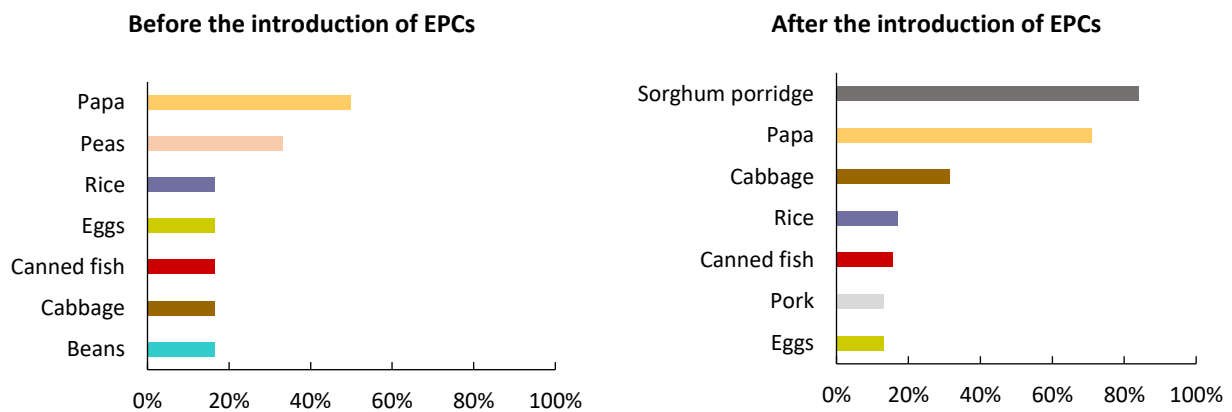 Before the introduction of EPCs
Papa
Peas
Rice
Eggs
Canned fish
Cabbage
Beans
0% 20% 40% 60% 80% 100%
After the introduction of EPCs
Sorghum porridge
Papa
Cabbage
Rice
Canned fish
Pork
Eggs
0% 20% 40% 60% 80% 100%